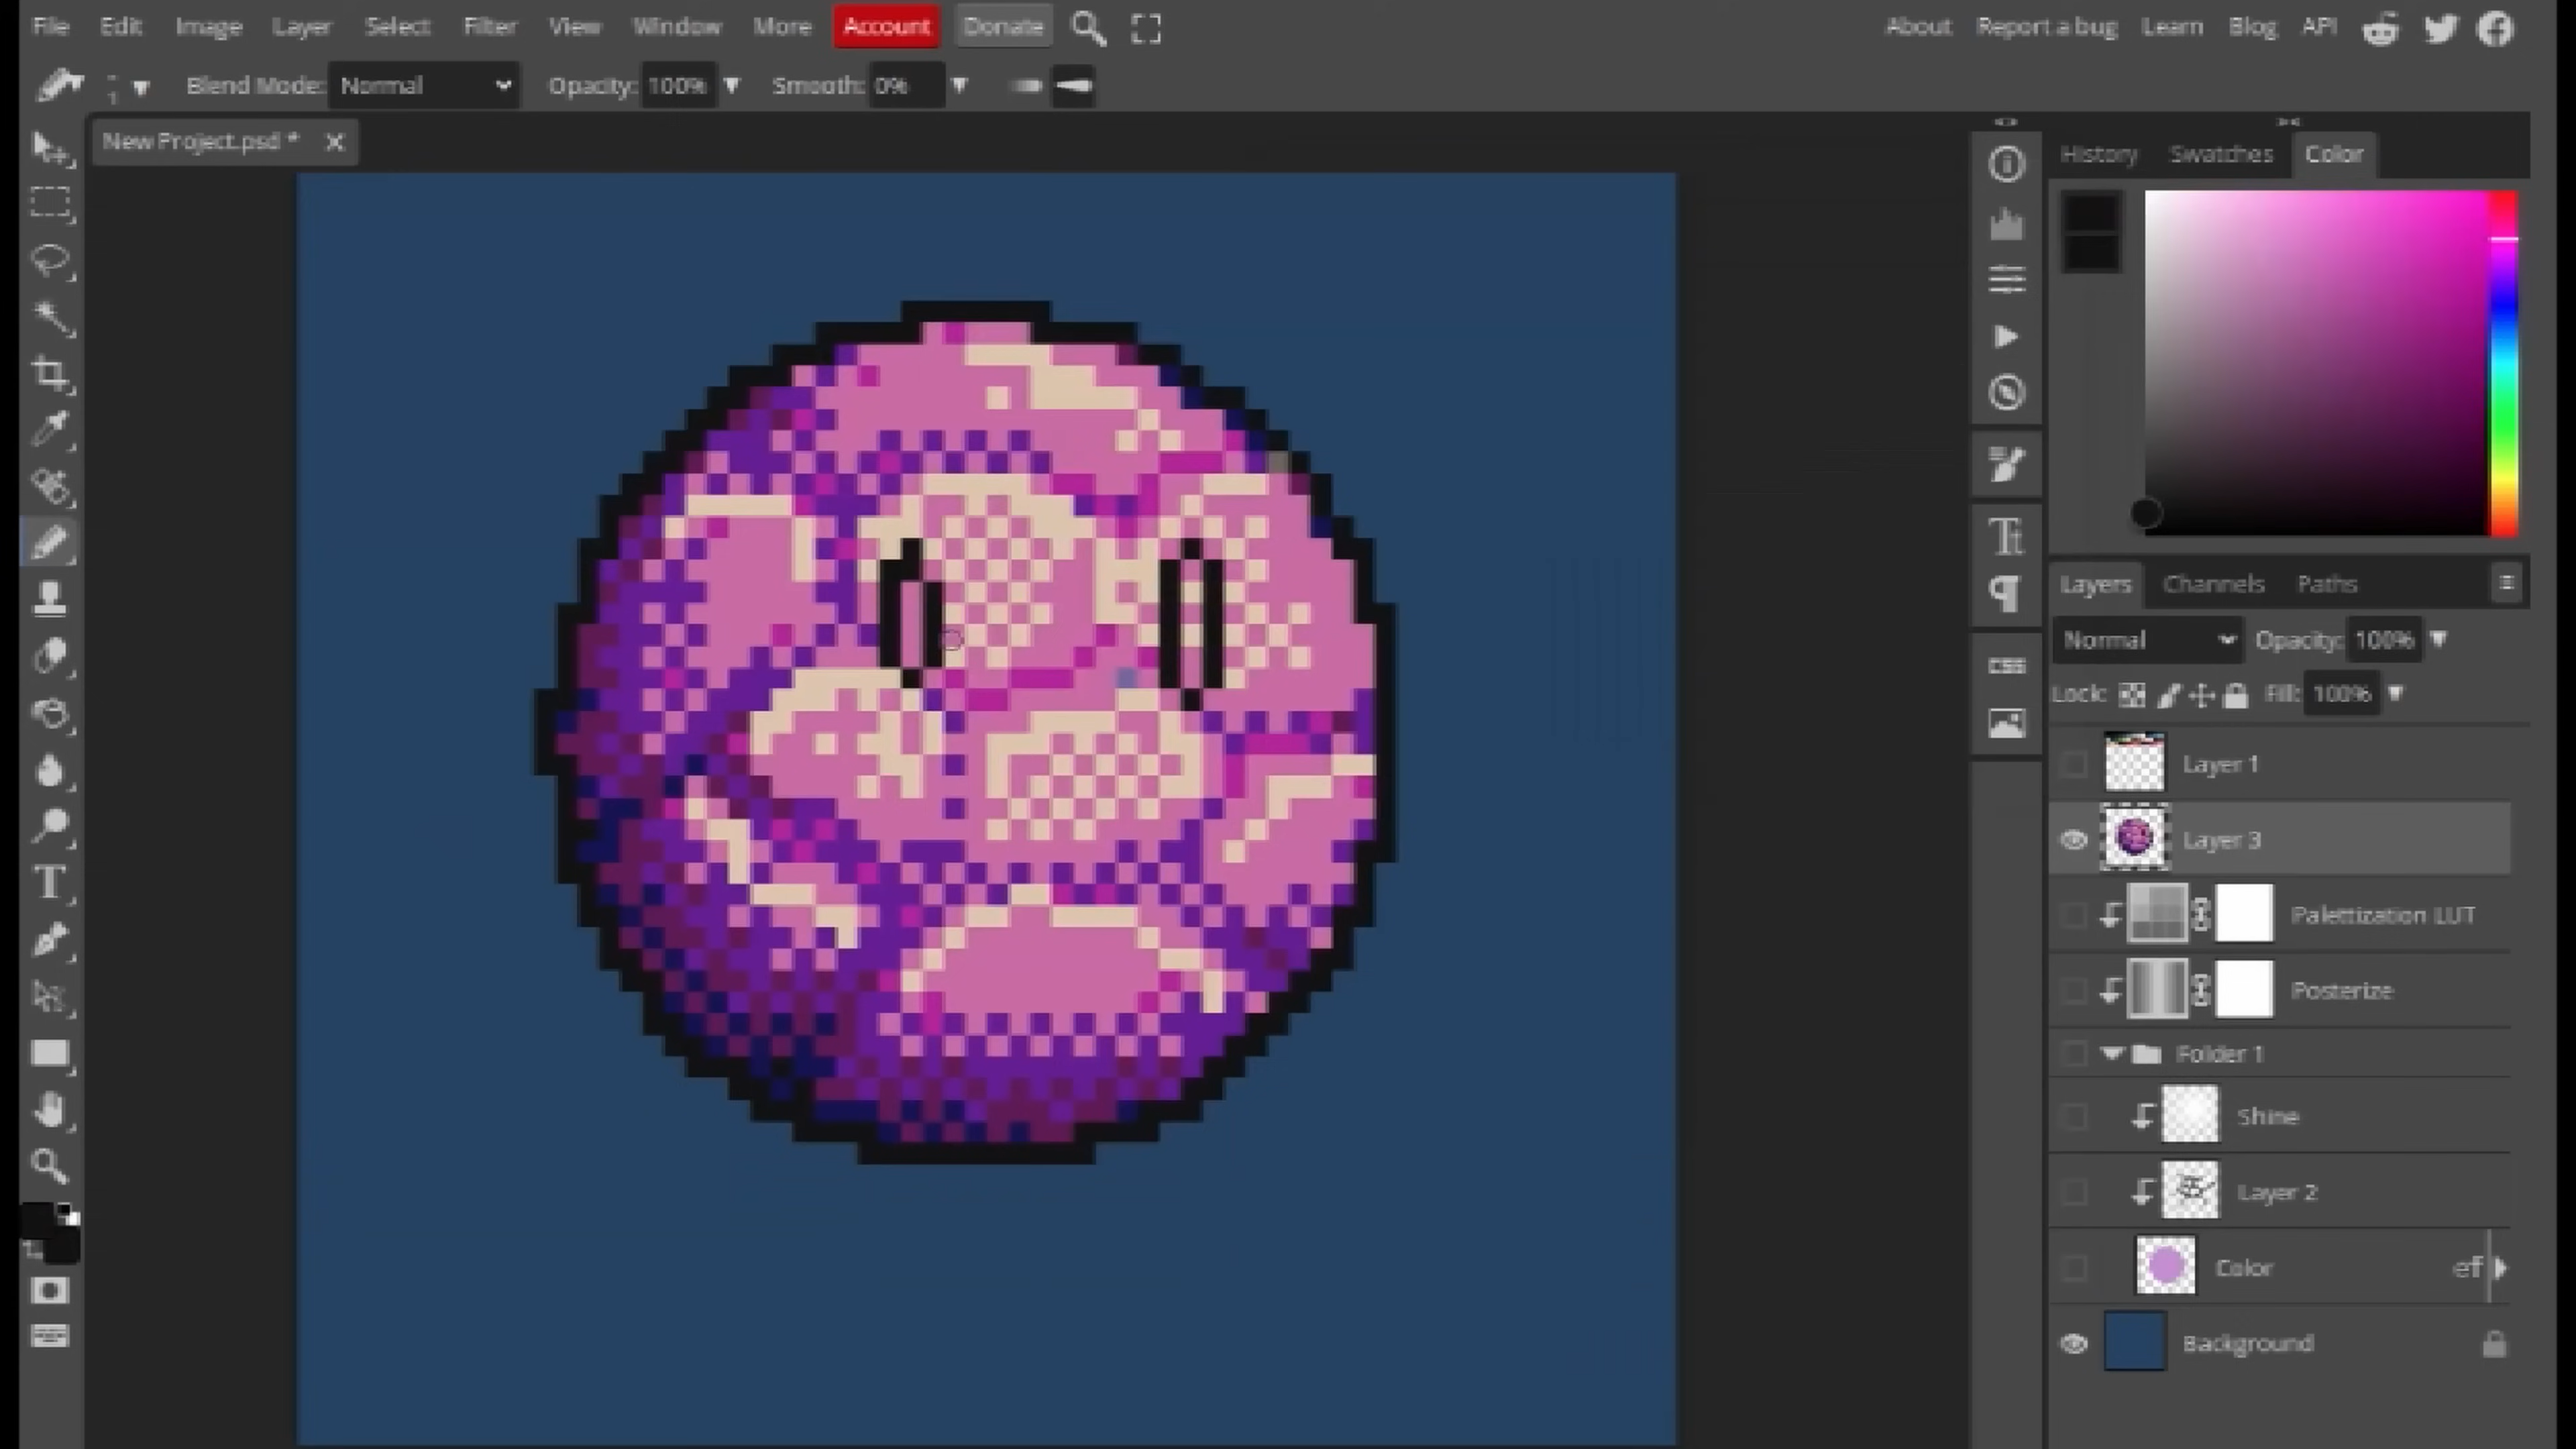 File Edit Image Layer Select Filter View Window More Account Donate About Report a bug Learn Blog API
1 Blend Mode: Normal Opacity: 100% Smooth: 0%
New Project.psd *
History Swatches Color
Layers Channels Paths
Normal Opacity: 100%
Lock: Fill: 100%
CSS
Layer 1
Layer 3
Palettization LUT
Posterize
Folder 1
Shine
Layer 2
Color eff
Background